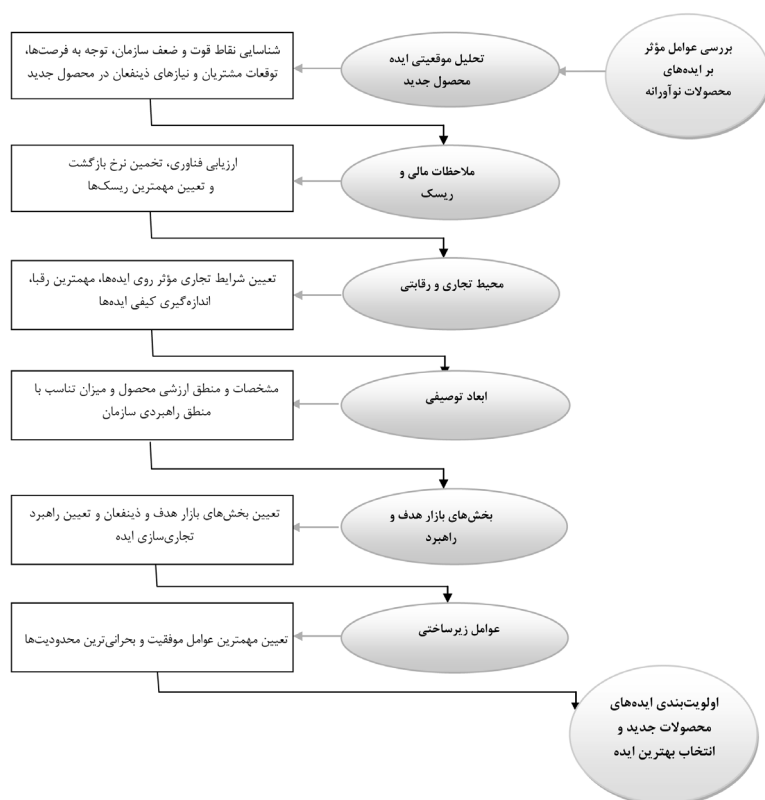 بررسی عوامل مؤثر
بر ایده‌های
محصولات نوآورانه
تحلیل موقعیتی ایده
محصول جدید
شناسایی نقاط قوت و ضعف سازمان، توجه به فرصت‌ها،
توقعات مشتریان و نیازهای ذینفعان در محصول جدید
ملاحظات مالی و
ریسک
ارزیابی فناوری، تخمین نرخ بازگشت
و تعیین مهمترین ریسک‌ها
محیط تجاری و رقابتی
تعیین شرایط تجاری مؤثر روی ایده‌ها، مهمترین رقبا،
اندازه‌گیری کیفی ایده‌ها
ابعاد توصیفی
مشخصات و منطق ارزشی محصول و میزان تناسب با
منطق راهبردی سازمان
بخش‌های بازار هدف و
راهبرد
تعیین بخش‌های بازار هدف و ذینفعان و تعیین راهبرد
تجاری‌سازی ایده
عوامل زیرساختی
تعیین مهمترین عوامل موفقیت و بحرانی‌ترین محدودیت‌ها
اولویت‌بندی ایده‌های
محصولات جدید و
انتخاب بهترین ایده